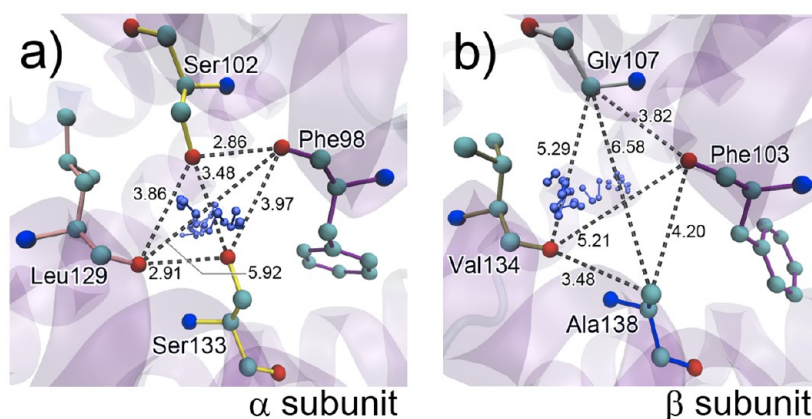 a)
Ser102
2.86
Phe98
3.48
3.86
3.97
Leu129
2.91
5.92
Ser133
α subunit
b)
Gly107
3.82
5.29
6.58
Phe103
5.21
4.20
Val134
3.48
Ala138
β subunit